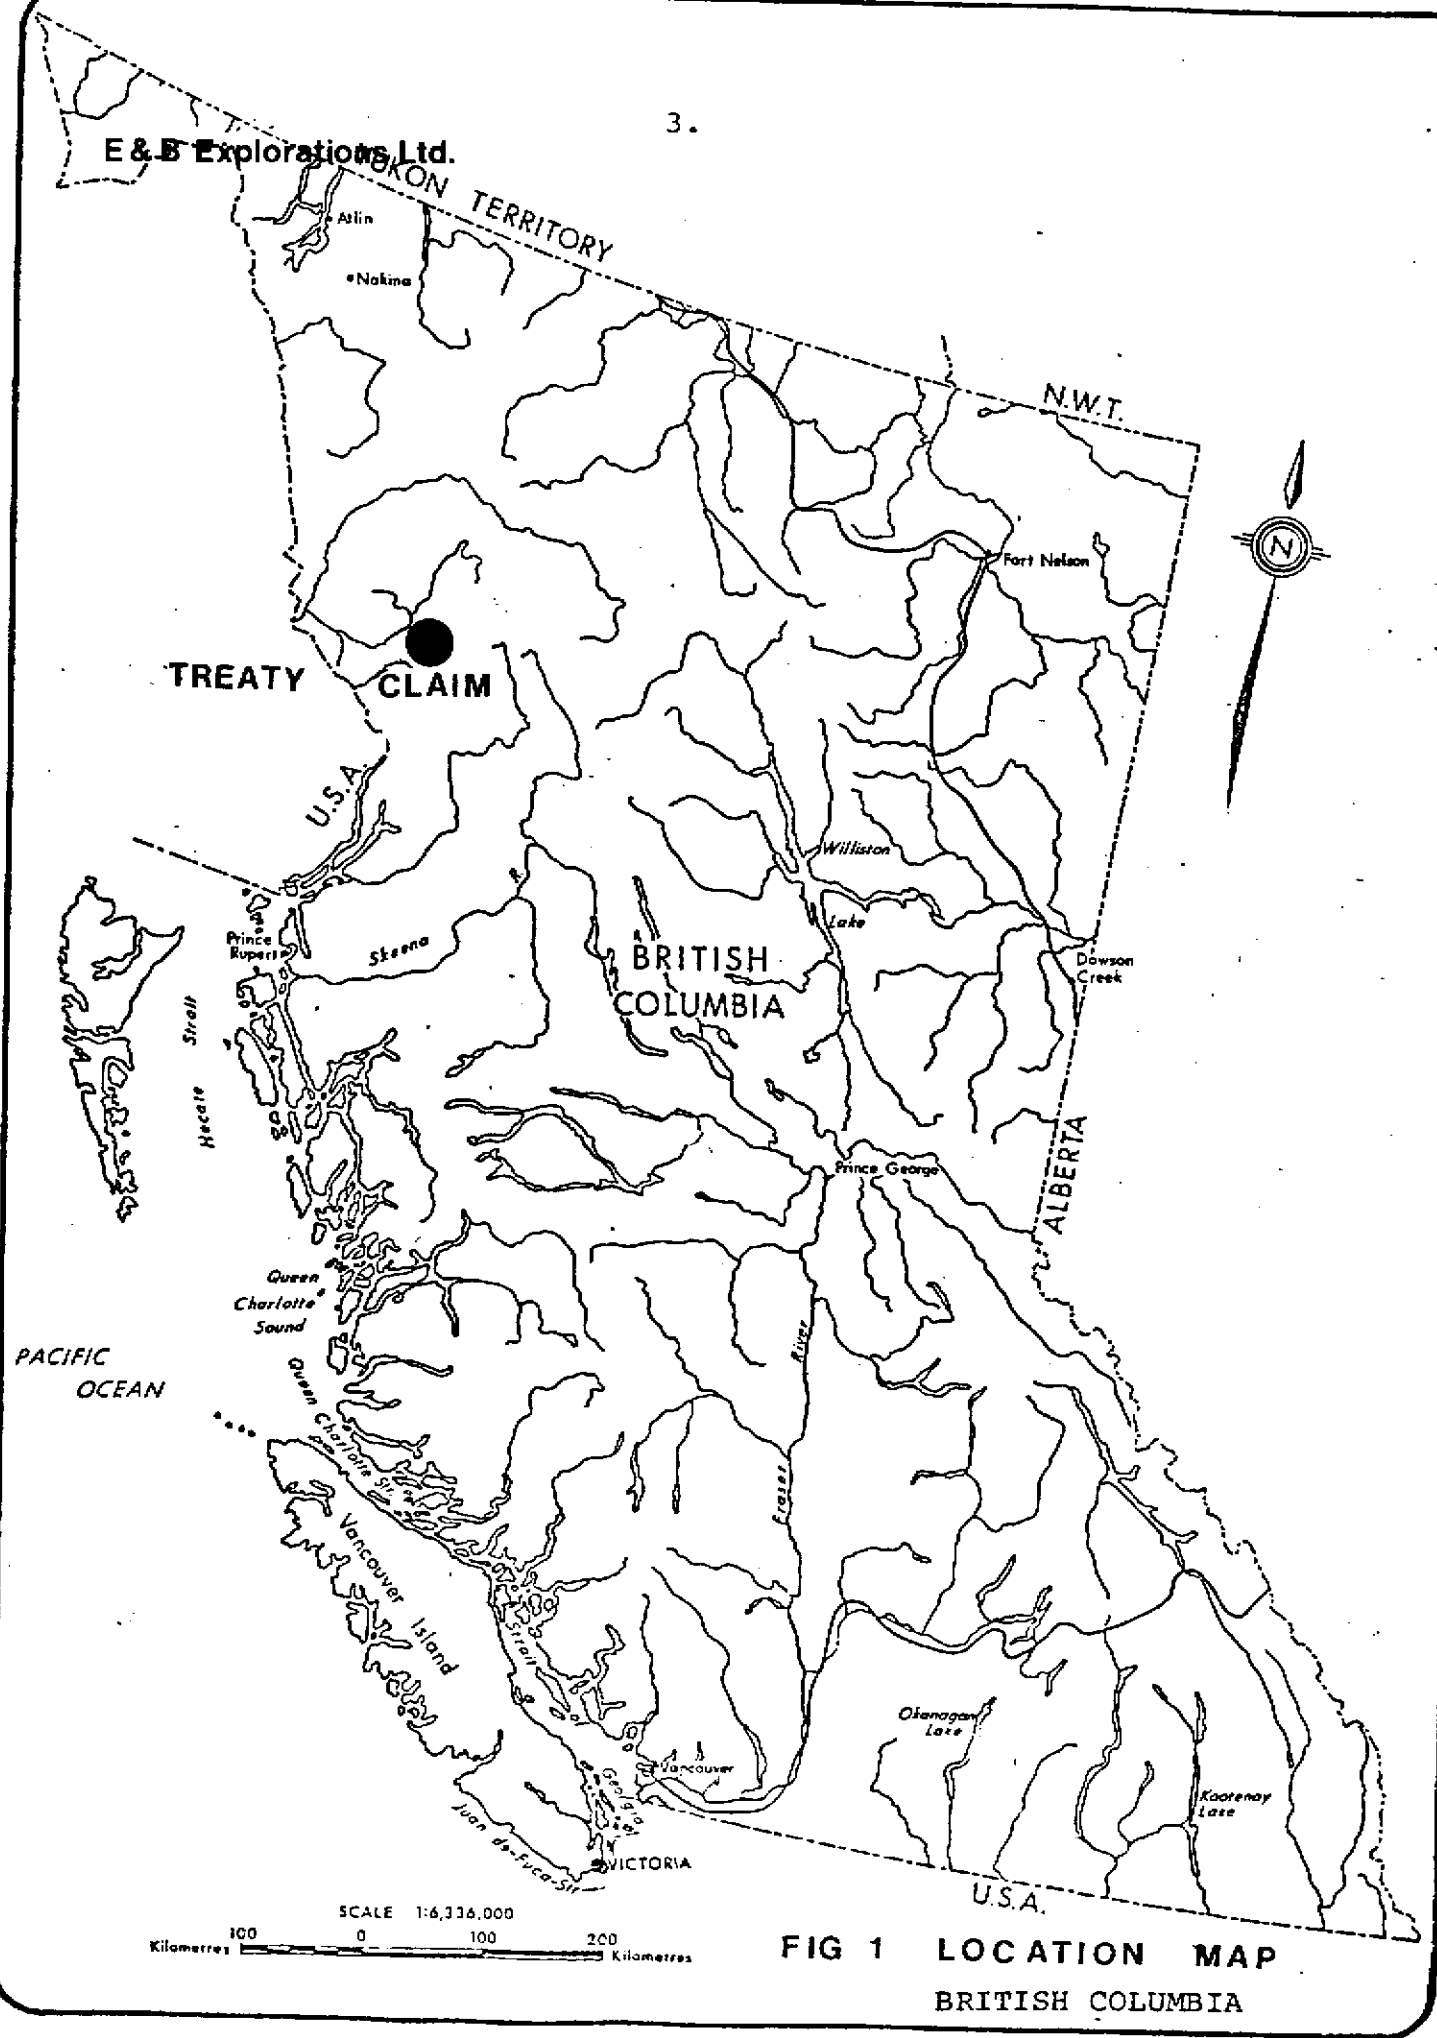 3.
E & B Explorations Ltd.
YUKON TERRITORY
Atlin
Nakina
N.W.T.
N
Fort Nelson
TREATY CLAIM
U.S.A.
Williston
Lake
R.
Skeena
Prince
Rupert
BRITISH
COLUMBIA
Dawson
Creek
Hecate Strait
ALBERTA
Prince George
Queen
Charlotte
Sound
PACIFIC
OCEAN
Queen Charlotte Str.
Fraser River
Vancouver Island
Strait
Georgia
Okanagan
Lake
Vancouver
Kootenay
Lake
Juan de-Fuca-Str
VICTORIA
U.S.A.
SCALE 1:6,336,000
100 0 100 200
Kilometres Kilometres
FIG 1 LOCATION MAP
BRITISH COLUMBIA